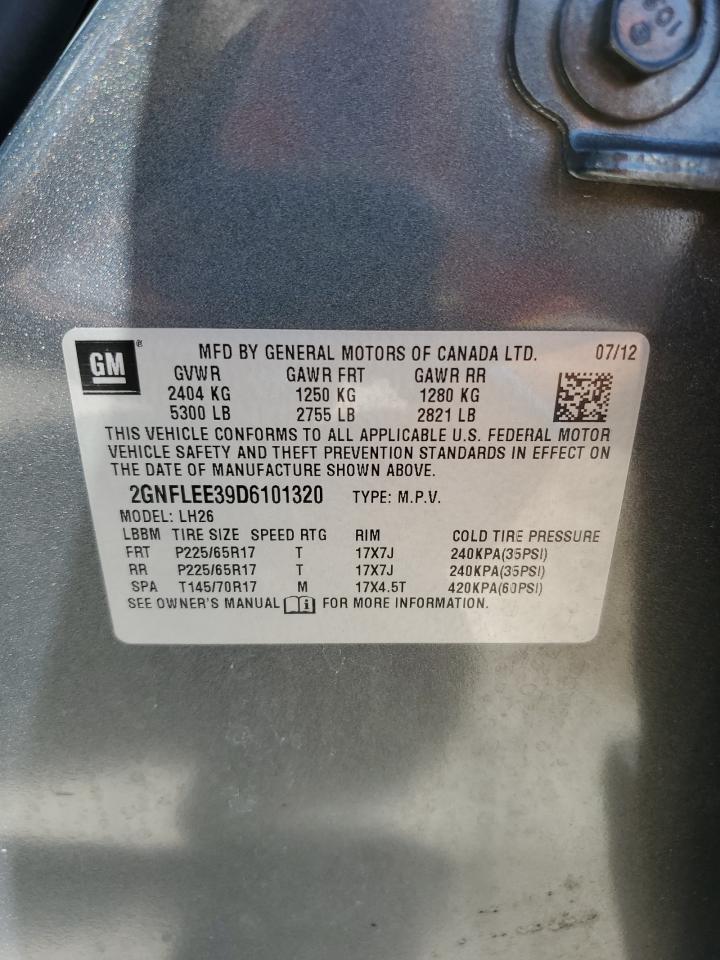 109
GM ® MFD BY GENERAL MOTORS OF CANADA LTD. 07/12
GVWR GAWR FRT GAWR RR
2404 KG 1250 KG 1280 KG
5300 LB 2755 LB 2821 LB
THIS VEHICLE CONFORMS TO ALL APPLICABLE U.S. FEDERAL MOTOR
VEHICLE SAFETY AND THEFT PREVENTION STANDARDS IN EFFECT ON
THE DATE OF MANUFACTURE SHOWN ABOVE.
2GNFLEE39D6101320 TYPE: M.P.V.
MODEL: LH26
LBBM TIRE SIZE SPEED RTG RIM COLD TIRE PRESSURE
FRT P225/65R17 T 17X7J 240KPA(35PSI)
RR P225/65R17 T 17X7J 240KPA(35PSI)
SPA T145/70R17 M 17X4.5T 420KPA(60PSI)
SEE OWNER'S MANUAL i FOR MORE INFORMATION.